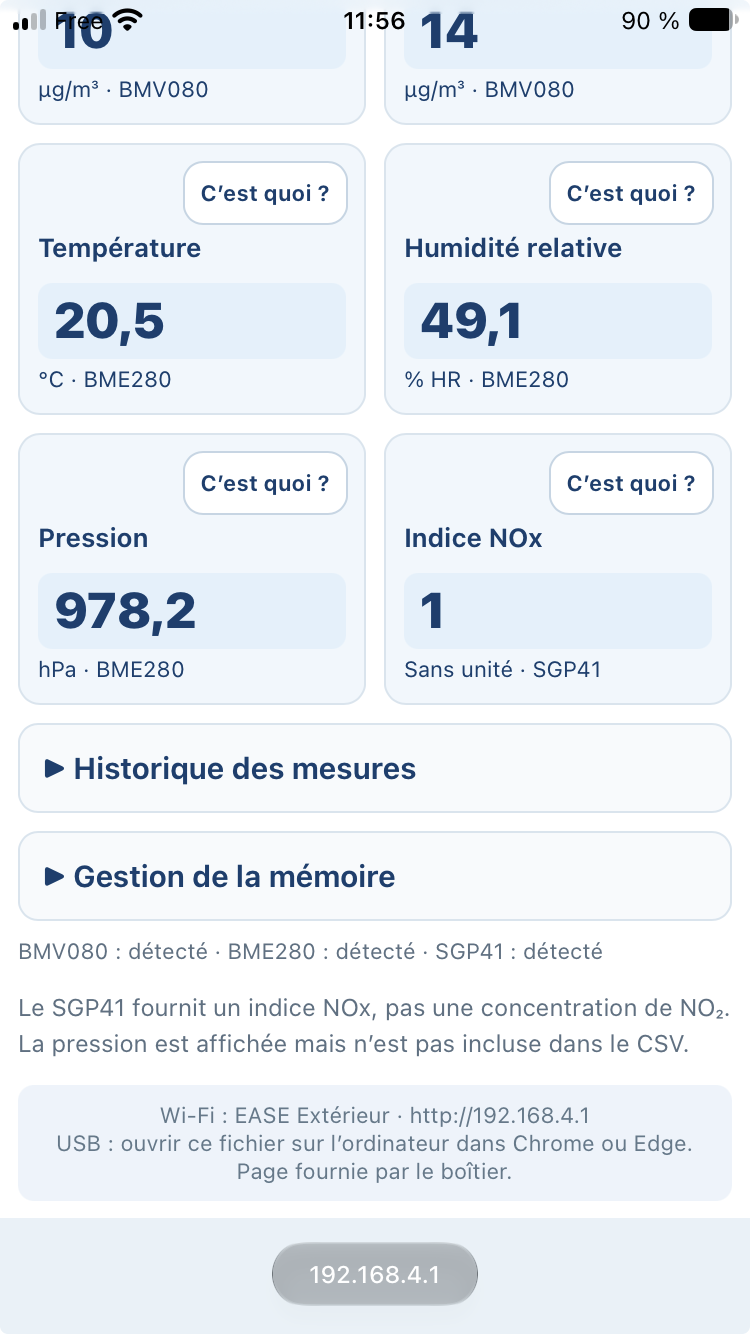 Free 11:56 90 %
10 14
µg/m³ · BMV080 µg/m³ · BMV080
C’est quoi ? C’est quoi ?
Température Humidité relative
20,5 49,1
°C · BME280 % HR · BME280
C’est quoi ? C’est quoi ?
Pression Indice NOx
978,2 1
hPa · BME280 Sans unité · SGP41
▶ Historique des mesures
▶ Gestion de la mémoire
BMV080 : détecté · BME280 : détecté · SGP41 : détecté
Le SGP41 fournit un indice NOx, pas une concentration de NO₂.
La pression est affichée mais n’est pas incluse dans le CSV.
Wi-Fi : EASE Extérieur · http://192.168.4.1
USB : ouvrir ce fichier sur l’ordinateur dans Chrome ou Edge.
Page fournie par le boîtier.
192.168.4.1